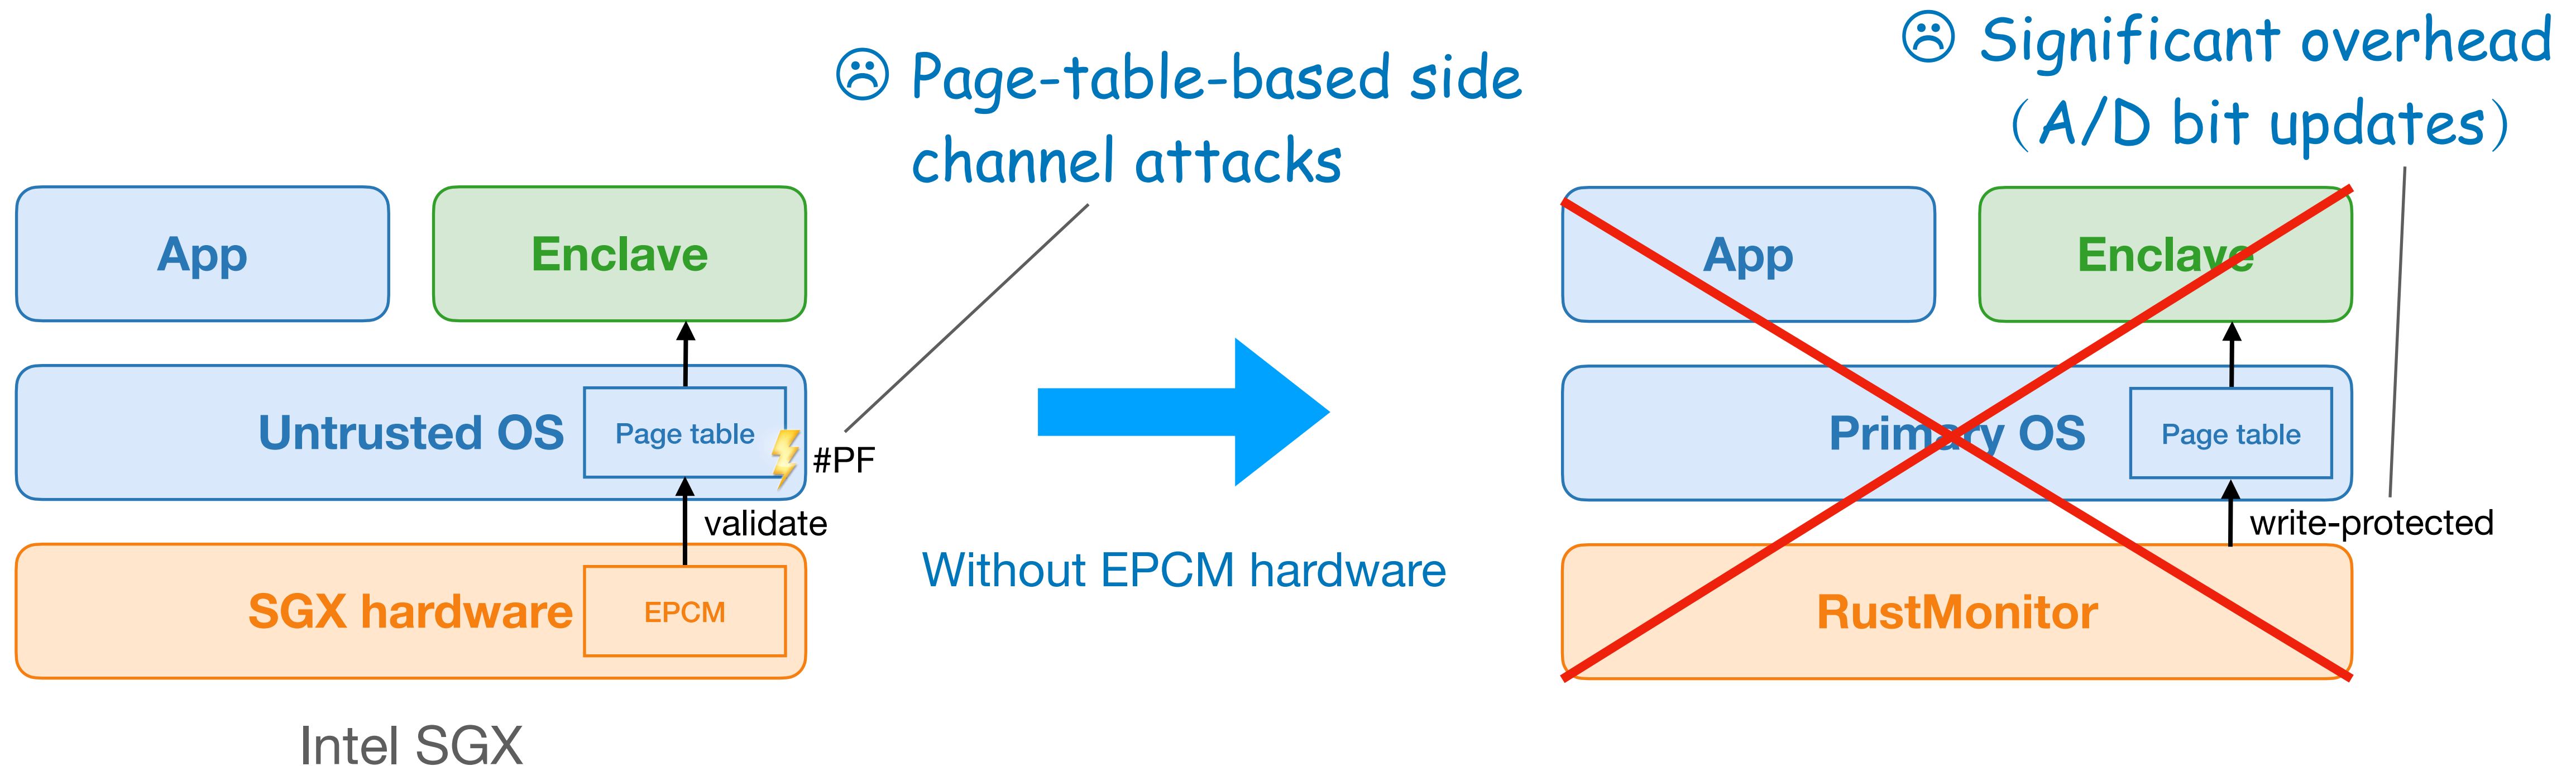 ☹ Page-table-based side
channel attacks
App
Enclave
Untrusted OS
Page table
#PF
validate
SGX hardware
EPCM
Intel SGX
Without EPCM hardware
☹ Significant overhead
(A/D bit updates)
App
Enclave
Primary OS
Page table
write-protected
RustMonitor